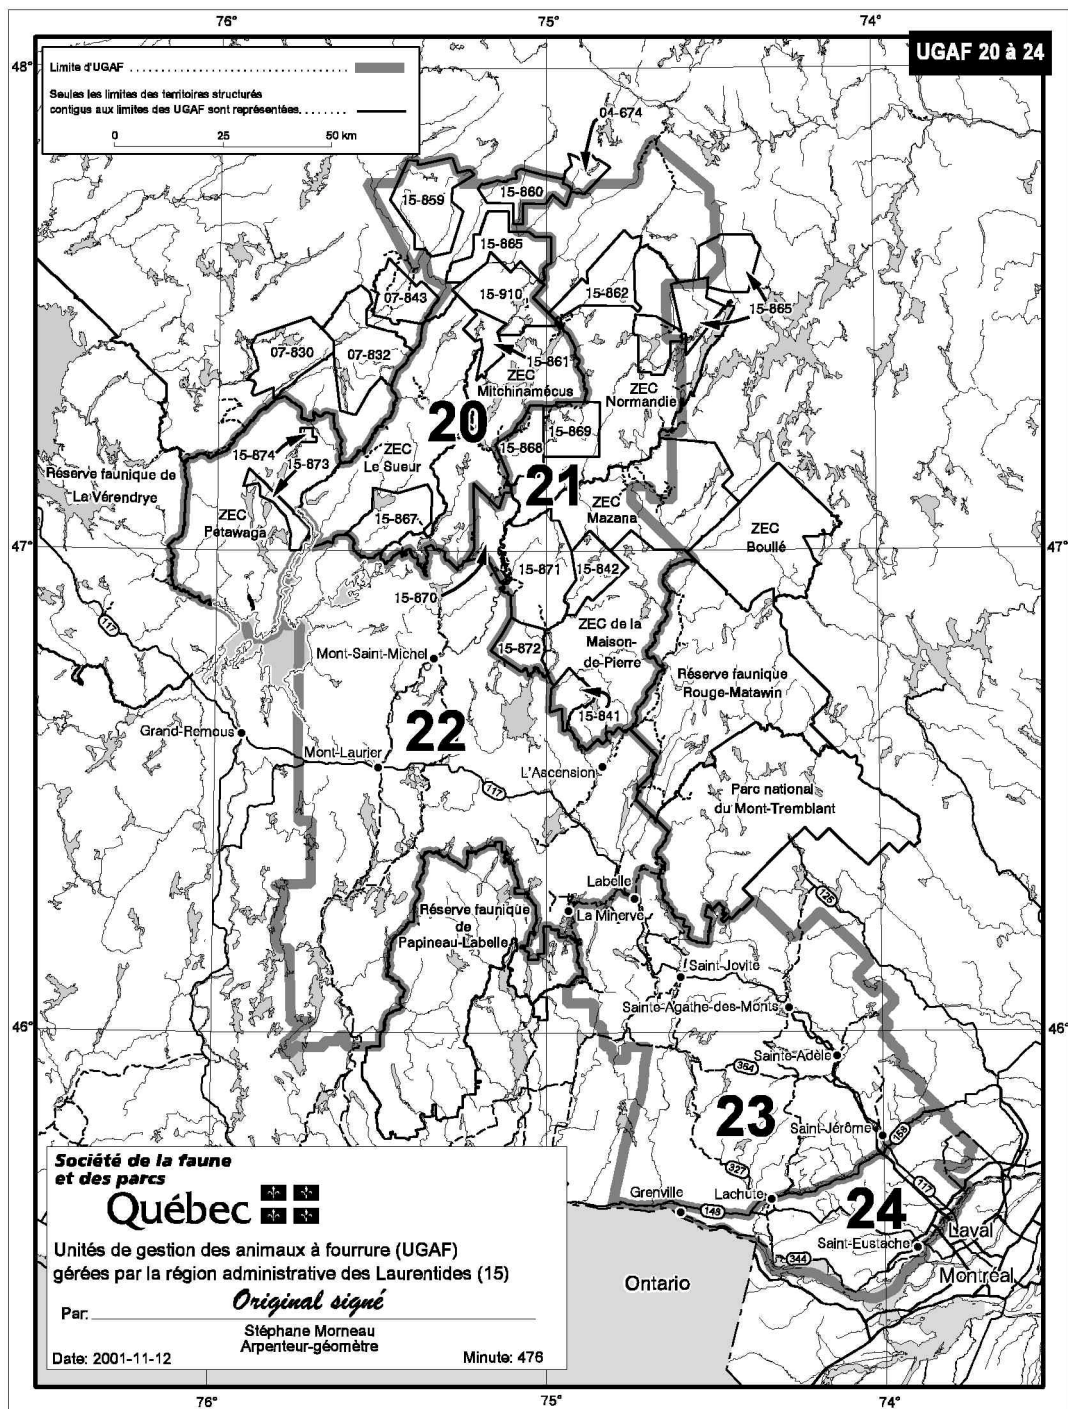 76°
75°
74°
UGAF 20 à 24
48°
48°
Limite d'UGAF
Seules les limites des territoires structurés
contigus aux limites des UGAF sont représentées
0 25 50 km
04-674
15-859
15-860
15-865
07-843
15-910
15-862
15-865
07-830
07-832
15-861
ZEC
Mitchinamécus
ZEC
Normandie
20
15-868
15-869
15-874
15-873
ZEC
Le Sueur
Réserve faunique de
La Vérendrye
21
15-867
ZEC
Petawaga
ZEC
Mazana
ZEC
Boullé
47°
47°
15-871
15-842
15-870
117
ZEC de la
Maison-
de-Pierre
15-872
Mont-Saint-Michel
Réserve faunique
Rouge-Matawin
15-841
22
Grand-Remous
Mont-Laurier
L'Ascension
117
Parc national
du Mont-Tremblant
Labelle
125
La Minerve
Réserve faunique
de
Papineau-Labelle
Saint-Jovite
Sainte-Agathe-des-Monts
46°
46°
Sainte-Adèle
364
23
Saint-Jérôme
158
327
117
Grenville
Lachute
148
24
Saint-Eustache
Laval
344
Montréal
Ontario
Société de la faune
et des parcs
Québec
Unités de gestion des animaux à fourrure (UGAF)
gérées par la région administrative des Laurentides (15)
Original signé
Par:
Stéphane Morneau
Arpenteur-géomètre
Date: 2001-11-12 Minute: 476
76°
75°
74°